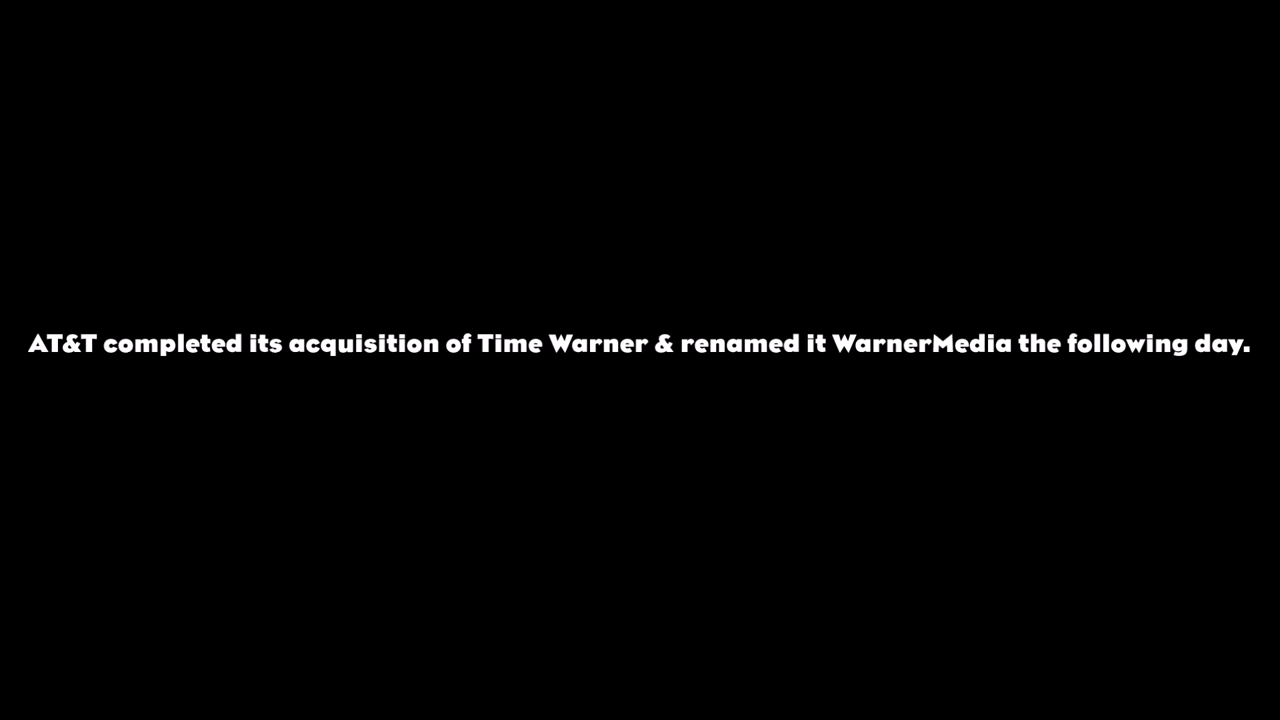 AT&T completed its acquisition of Time Warner & renamed it WarnerMedia the following day.